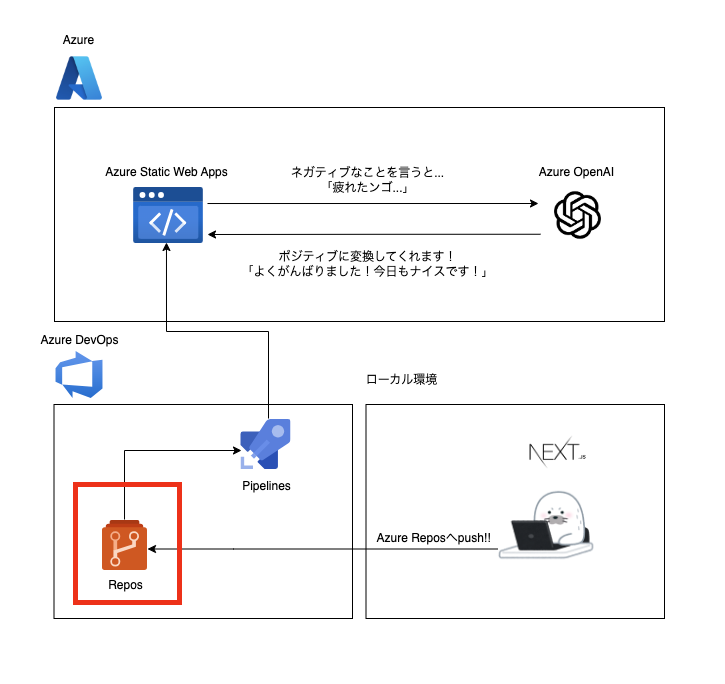 Azure
Azure Static Web Apps
ネガティブなことを言うと...
「疲れたンゴ...」
Azure OpenAI
ポジティブに変換してくれます！
「よくがんばりました！今日もナイスです！」
Azure DevOps
ローカル環境
NEXT.JS
Pipelines
Azure Reposへpush!!
Repos